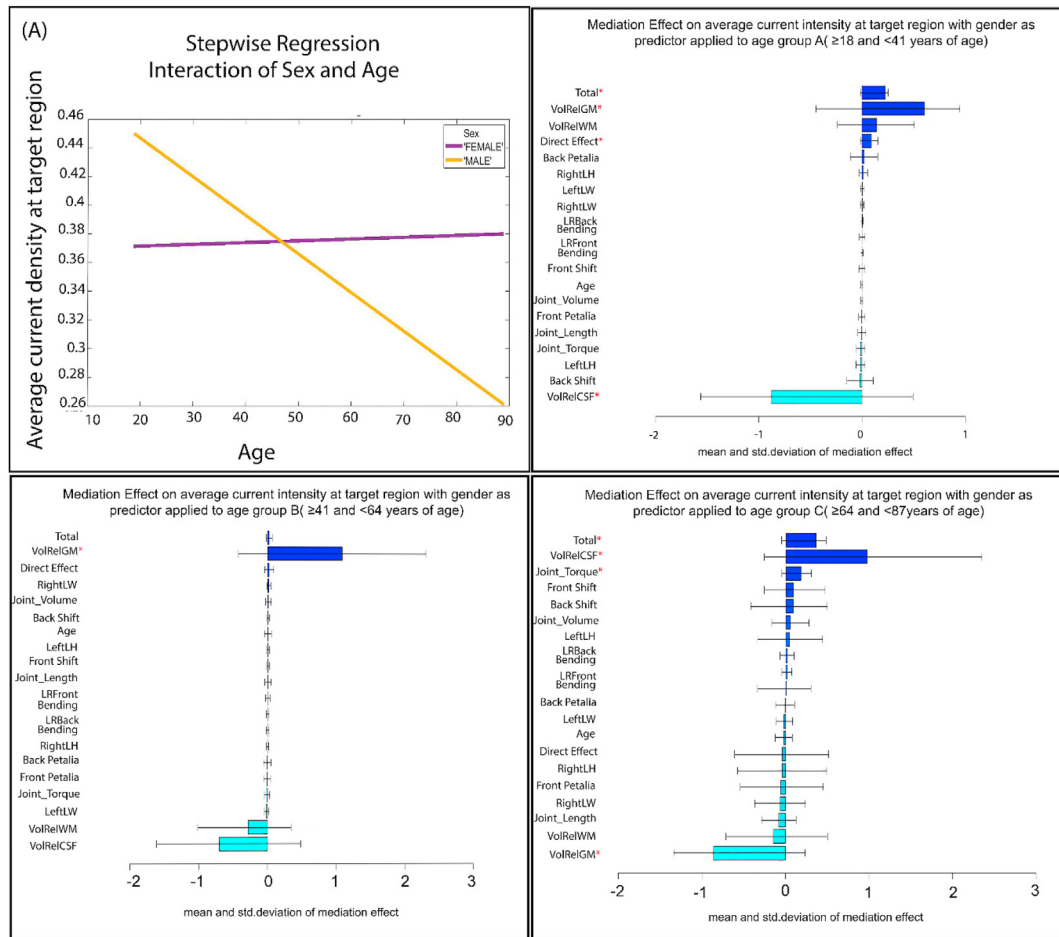 (A)
Stepwise Regression
Interaction of Sex and Age
Average current density at target region
0.46
0.44
0.42
0.4
0.38
0.36
0.34
0.32
0.3
0.28
0.26
Sex
'FEMALE'
'MALE'
10 20 30 40 50 60 70 80 90
Age
Mediation Effect on average current intensity at target region with gender as
predictor applied to age group A( ≥18 and <41 years of age)
Total*
VolRelGM*
VolRelWM
Direct Effect*
Back Petalia
RightLH
LeftLW
RightLW
LRBack
Bending
LRFront
Bending
Front Shift
Age
Joint_Volume
Front Petalia
Joint_Length
Joint_Torque
LeftLH
Back Shift
VolRelCSF*
-2 -1 0 1
mean and std.deviation of mediation effect
Mediation Effect on average current intensity at target region with gender as
predictor applied to age group B( ≥41 and <64 years of age)
Total
VolRelGM*
Direct Effect
RightLW
Joint_Volume
Back Shift
Age
LeftLH
Front Shift
Joint_Length
LRFront
Bending
LRBack
Bending
RightLH
Back Petalia
Front Petalia
Joint_Torque
LeftLW
VolRelWM
VolRelCSF
-2 -1 0 1 2 3
mean and std.deviation of mediation effect
Mediation Effect on average current intensity at target region with gender as
predictor applied to age group C( ≥64 and <87years of age)
Total*
VolRelCSF*
Joint_Torque*
Front Shift
Back Shift
Joint_Volume
LeftLH
LRBack
Bending
LRFront
Bending
Back Petalia
LeftLW
Age
Direct Effect
RightLH
Front Petalia
RightLW
Joint_Length
VolRelWM
VolRelGM*
-2 -1 0 1 2 3
mean and std.deviation of mediation effect